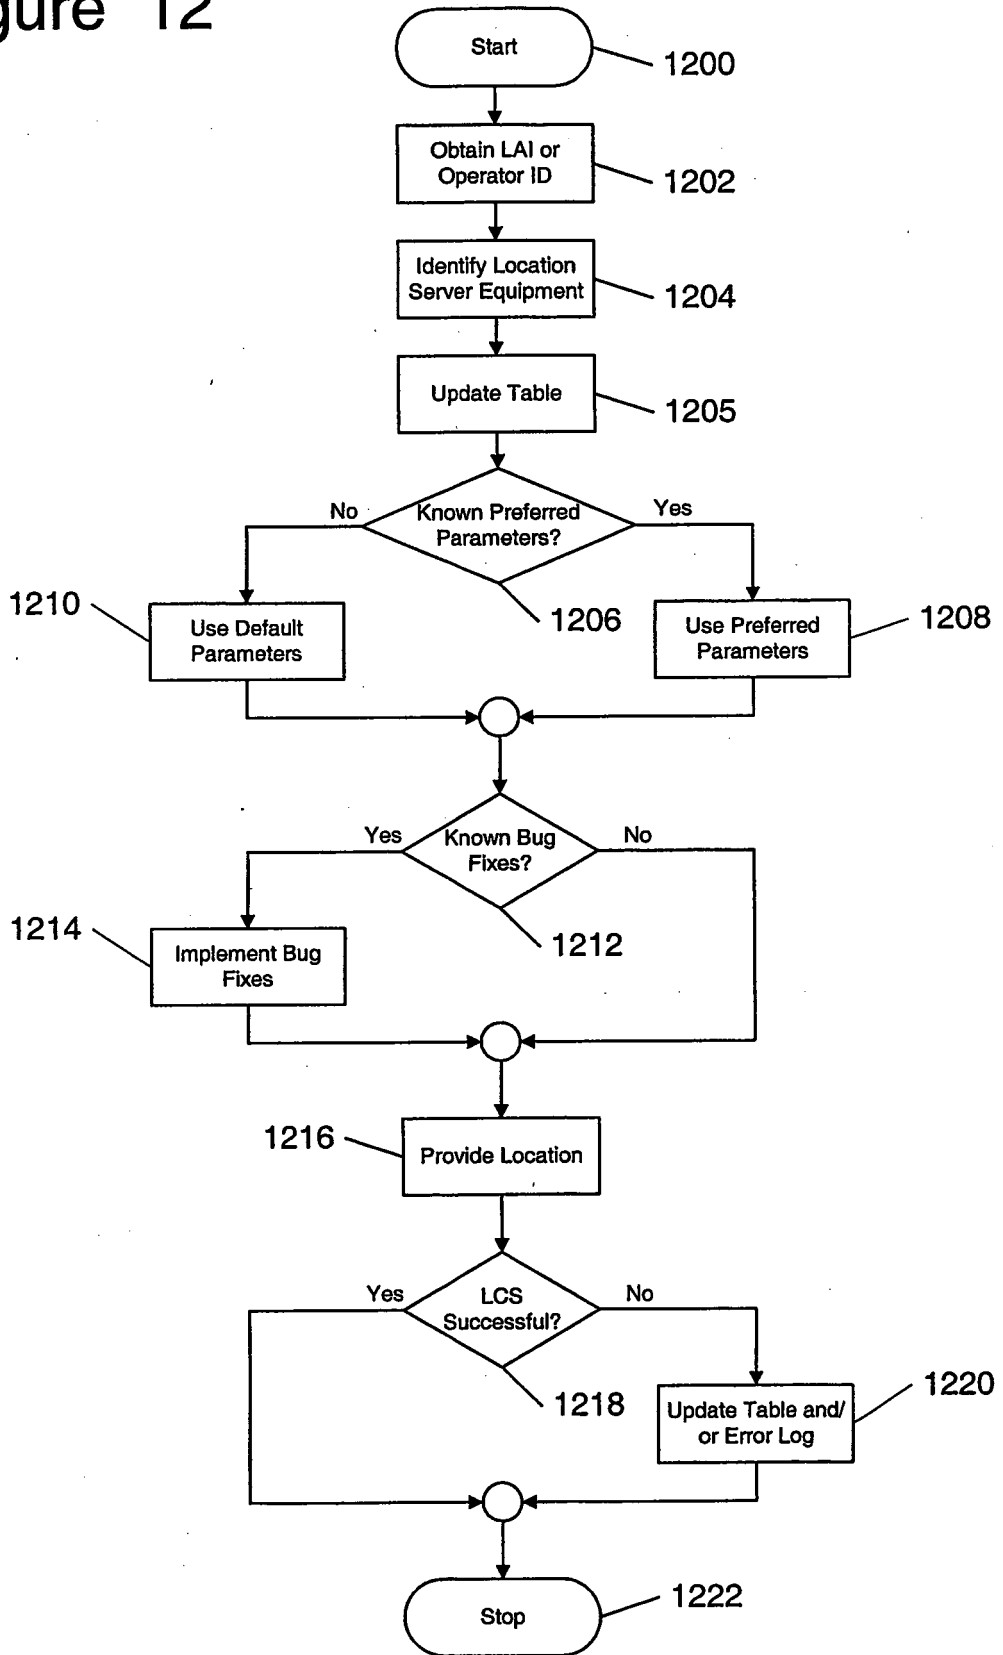 gure 12
Start
1200
Obtain LAI or
Operator ID
1202
Identify Location
Server Equipment
1204
Update Table
1205
No
Known Preferred
Parameters?
Yes
1206
1210
Use Default
Parameters
Use Preferred
Parameters
1208
Yes
Known Bug
Fixes?
No
1212
1214
Implement Bug
Fixes
1216
Provide Location
Yes
LCS
Successful?
No
1218
Update Table and/
or Error Log
1220
Stop
1222